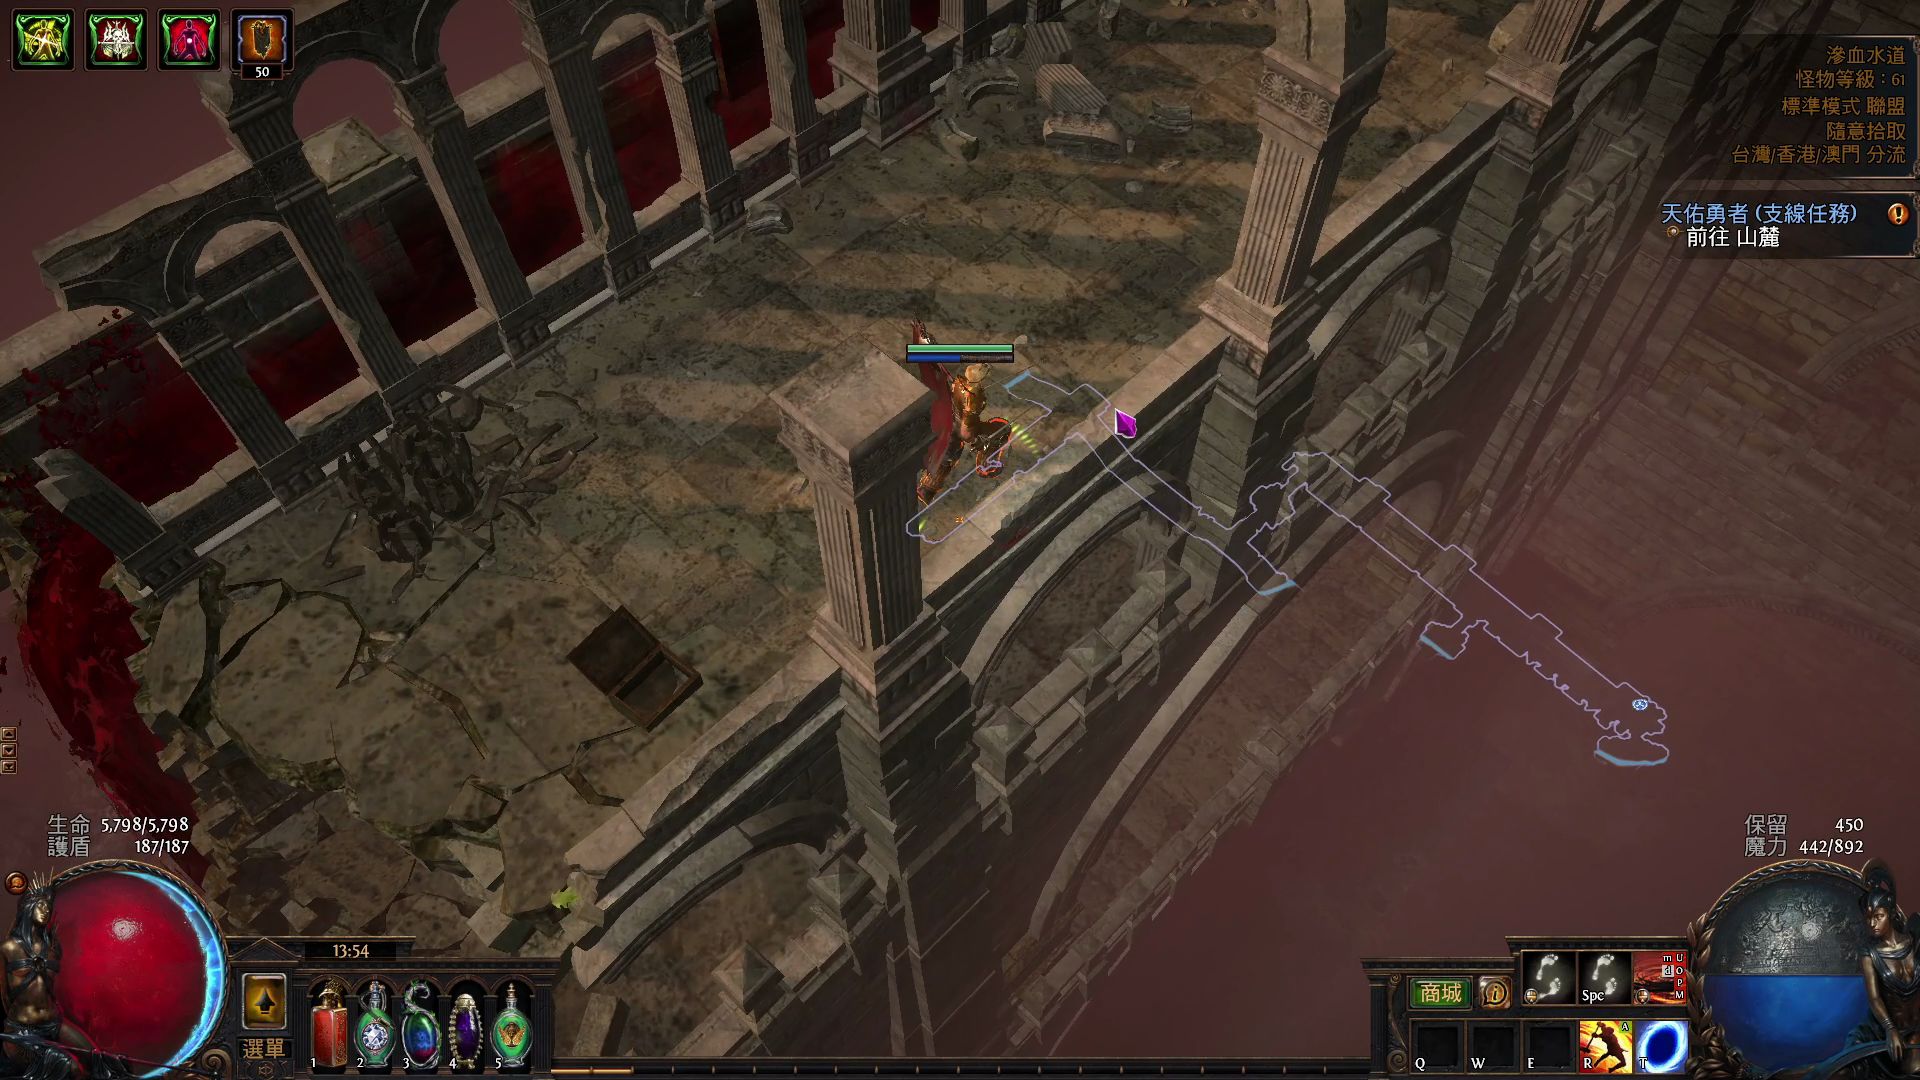 50
滲血水道
怪物等級：61
標準模式 聯盟
隨意拾取
台灣/香港/澳門 分流
天佑勇者 (支線任務)
前往 山麓
生命 5,798/5,798
護盾 187/187
保留 450
魔力 442/892
13:54
選單
1 2 3 4 5
商城
Spc
m U
d O
P
M
Q W E R A T